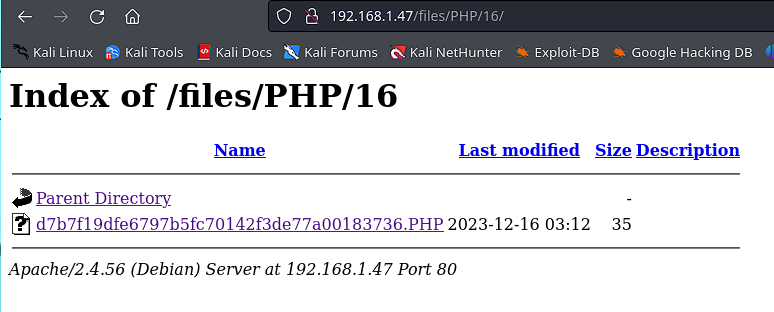 192.168.1.47/files/PHP/16/
Kali Linux Kali Tools Kali Docs Kali Forums Kali NetHunter Exploit-DB Google Hacking DB
Index of /files/PHP/16
Name Last modified Size Description
Parent Directory -
d7b7f19dfe6797b5fc70142f3de77a00183736.PHP 2023-12-16 03:12 35
Apache/2.4.56 (Debian) Server at 192.168.1.47 Port 80